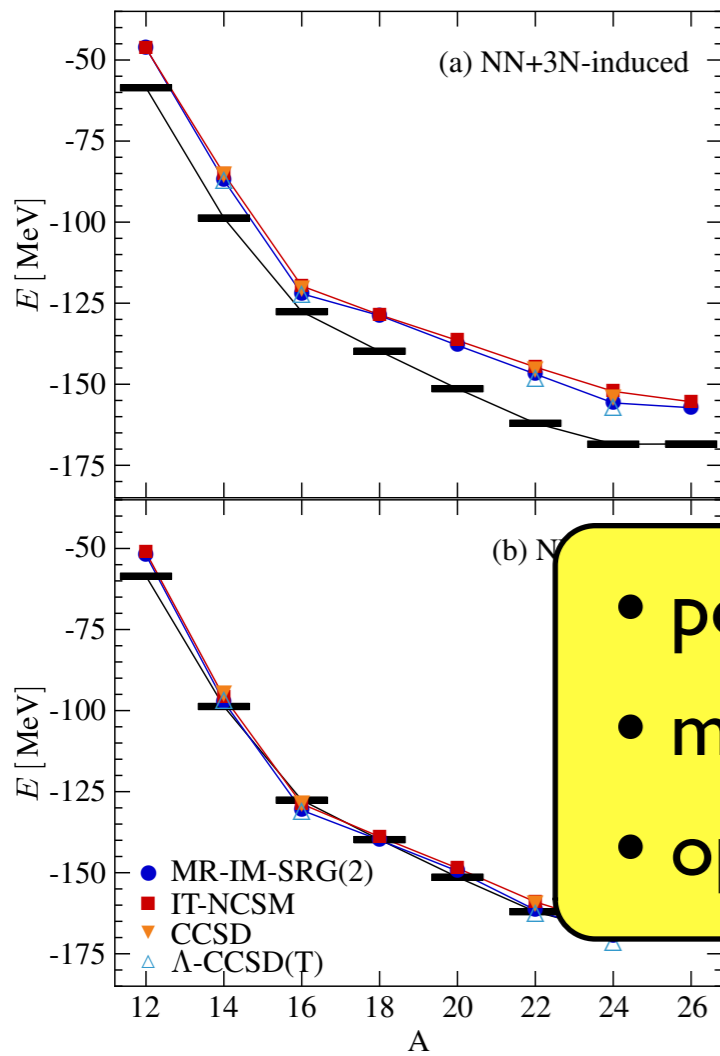 -50
-75
-100
-125
-150
-175
E [MeV]
(a) NN+3N-induced
-50
-75
-100
-125
-150
-175
E [MeV]
(b)
MR-IM-SRG(2)
IT-NCSM
CCSD
Λ-CCSD(T)
12 14 16 18 20 22 24 26
A